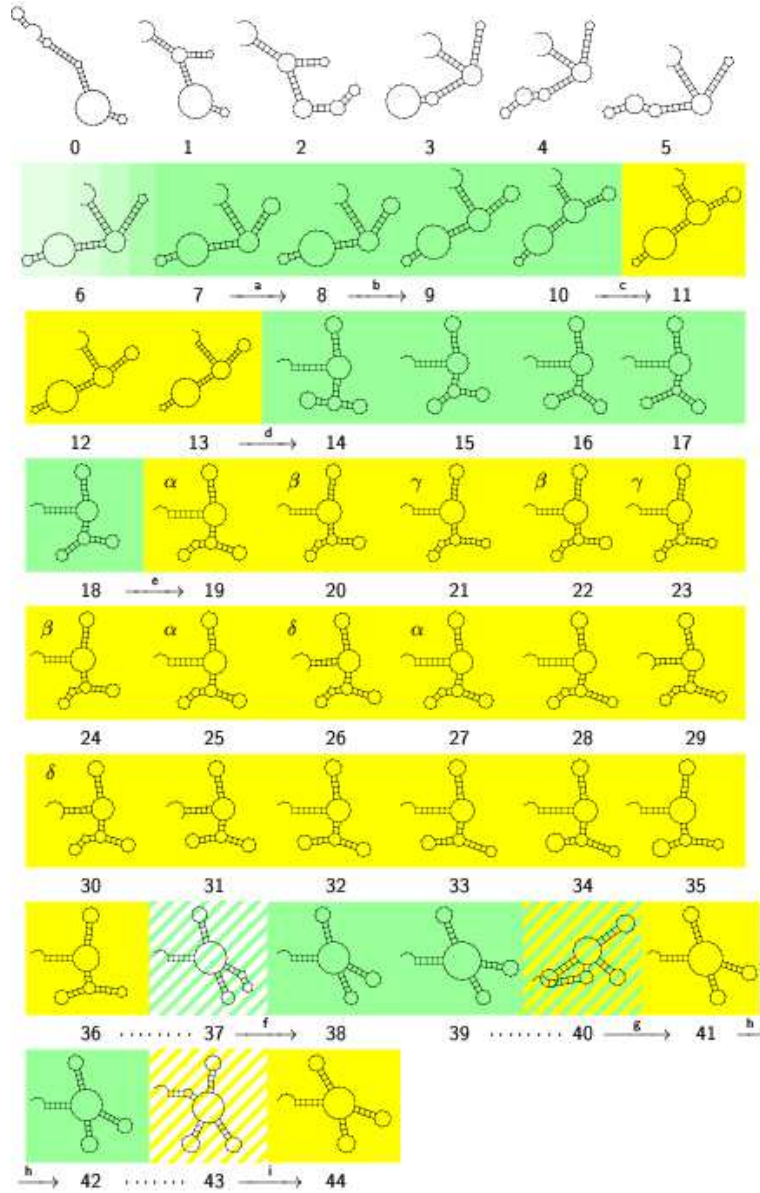 0 1 2 3 4 5
6 7 a 8 b 9 10 c 11
12 13 d 14 15 16 17
α β γ β γ
18 e 19 20 21 22 23
β α δ α
24 25 26 27 28 29
δ
30 31 32 33 34 35
36 ...... 37 f 38 39 ...... 40 g 41 h
h 42 ...... 43 i 44